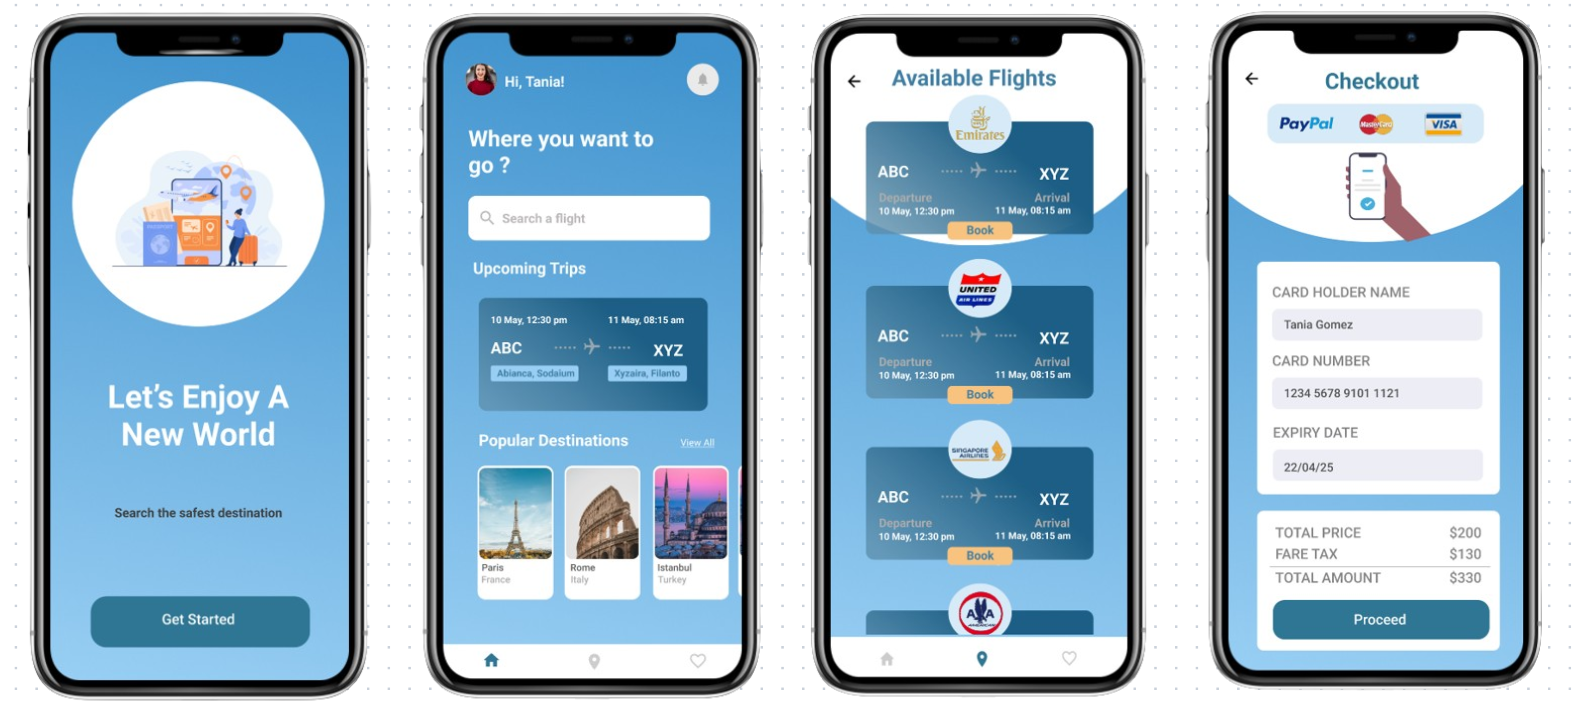 Let's Enjoy A
New World
Search the safest destination
Get Started
Hi, Tania!
Where you want to
go ?
Search a flight
Upcoming Trips
10 May, 12:30 pm 11 May, 08:15 am
ABC XYZ
Abianca, Sodaium Xyzaira, Filanto
Popular Destinations View All
Paris Rome Istanbul
France Italy Turkey
Available Flights
Emirates
ABC XYZ
Departure Arrival
10 May, 12:30 pm 11 May, 08:15 am
Book
UNITED
AIR LINES
ABC XYZ
Departure Arrival
10 May, 12:30 pm 11 May, 08:15 am
Book
SINGAPORE
AIRLINES
ABC XYZ
Departure Arrival
10 May, 12:30 pm 11 May, 08:15 am
Book
A A
AMERICAN
Checkout
PayPal MasterCard VISA
CARD HOLDER NAME
Tania Gomez
CARD NUMBER
1234 5678 9101 1121
EXPIRY DATE
22/04/25
TOTAL PRICE $200
FARE TAX $130
TOTAL AMOUNT $330
Proceed